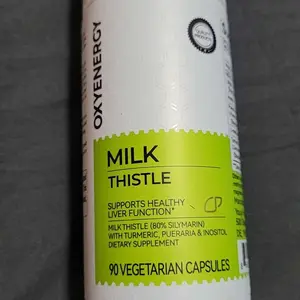 OXYENERGY
MILK
THISTLE
SUPPORTS HEALTHY
LIVER FUNCTION*
MILK THISTLE (80% SILYMARIN)
WITH TURMERIC, PUERARIA & INOSITOL
DIETARY SUPPLEMENT
90 VEGETARIAN CAPSULES